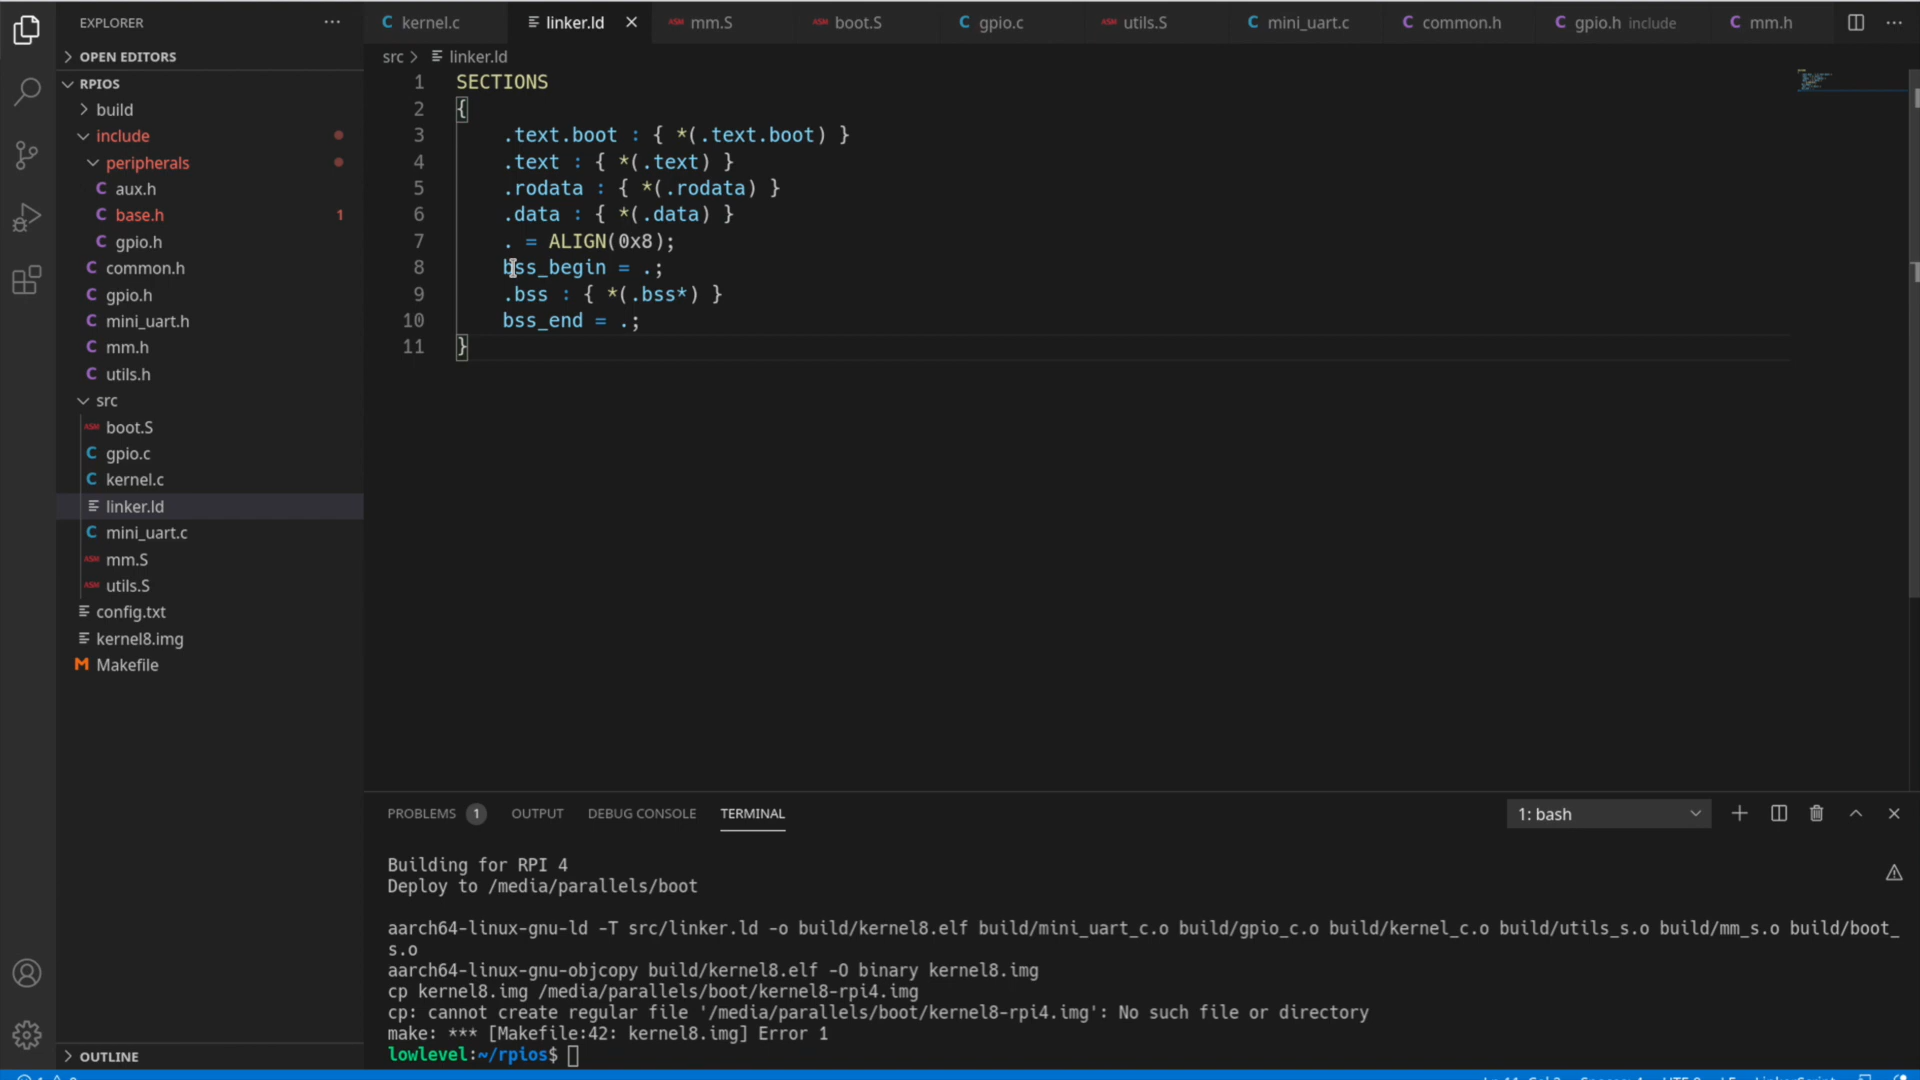 EXPLORER
OPEN EDITORS
RPIOS
build
include
peripherals
C aux.h
C base.h 1
C gpio.h
C common.h
C gpio.h
C mini_uart.h
C mm.h
C utils.h
src
ASM boot.S
C gpio.c
C kernel.c
linker.ld
C mini_uart.c
ASM mm.S
ASM utils.S
config.txt
kernel8.img
M Makefile
OUTLINE
C kernel.c linker.ld ASM mm.S ASM boot.S C gpio.c ASM utils.S C mini_uart.c C common.h C gpio.h include C mm.h
src > linker.ld
1 SECTIONS
2 {
3 .text.boot : { *(.text.boot) }
4 .text : { *(.text) }
5 .rodata : { *(.rodata) }
6 .data : { *(.data) }
7 . = ALIGN(0x8);
8 bss_begin = .;
9 .bss : { *(.bss*) }
10 bss_end = .;
11 }
PROBLEMS 1 OUTPUT DEBUG CONSOLE TERMINAL 1: bash
Building for RPI 4
Deploy to /media/parallels/boot
aarch64-linux-gnu-ld -T src/linker.ld -o build/kernel8.elf build/mini_uart_c.o build/gpio_c.o build/kernel_c.o build/utils_s.o build/mm_s.o build/boot_
s.o
aarch64-linux-gnu-objcopy build/kernel8.elf -O binary kernel8.img
cp kernel8.img /media/parallels/boot/kernel8-rpi4.img
cp: cannot create regular file '/media/parallels/boot/kernel8-rpi4.img': No such file or directory
make: *** [Makefile:42: kernel8.img] Error 1
lowlevel:~/rpios$